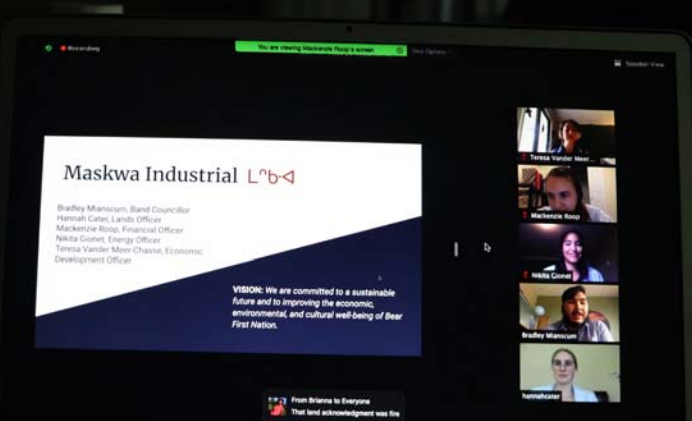 Recording
You are viewing Mackenzie Roop's screen
View Options
Speaker View
Maskwa Industrial ᒪᐢᑿᐊ
Bradley Mianscum, Band Councillor
Hannah Cater, Lands Officer
Mackenzie Roop, Financial Officer
Nikita Gionet, Energy Officer
Teresa Vander Meer-Chasse, Economic
Development Officer
VISION: We are committed to a sustainable
future and to improving the economic,
environmental, and cultural well-being of Bear
First Nation.
Teresa Vander Meer...
Mackenzie Roop
Nikita Gionet
Bradley Mianscum
hannahcater
From Brianna to Everyone
That land acknowledgment was fire